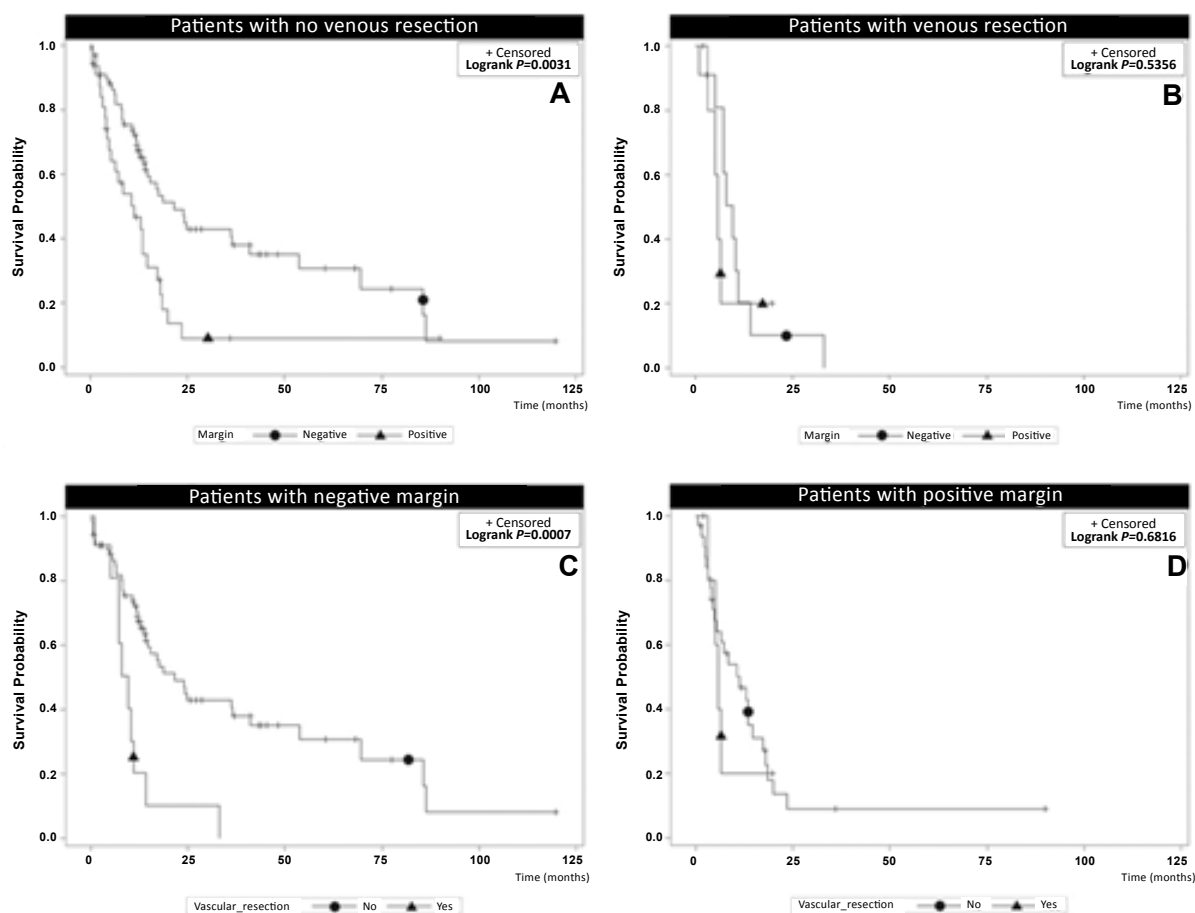 Patients with no venous resection
+ Censored
Logrank P=0.0031
A
Survival Probability
1.0
0.8
0.6
0.4
0.2
0.0
0 25 50 75 100 125
Time (months)
Margin Negative Positive
Patients with venous resection
+ Censored
Logrank P=0.5356
B
Survival Probability
1.0
0.8
0.6
0.4
0.2
0.0
0 25 50 75 100 125
Time (months)
Margin Negative Positive
Patients with negative margin
+ Censored
Logrank P=0.0007
C
Survival Probability
1.0
0.8
0.6
0.4
0.2
0.0
0 25 50 75 100 125
Time (months)
Vascular_resection No Yes
Patients with positive margin
+ Censored
Logrank P=0.6816
D
Survival Probability
1.0
0.8
0.6
0.4
0.2
0.0
0 25 50 75 100 125
Time (months)
Vascular_resection No Yes